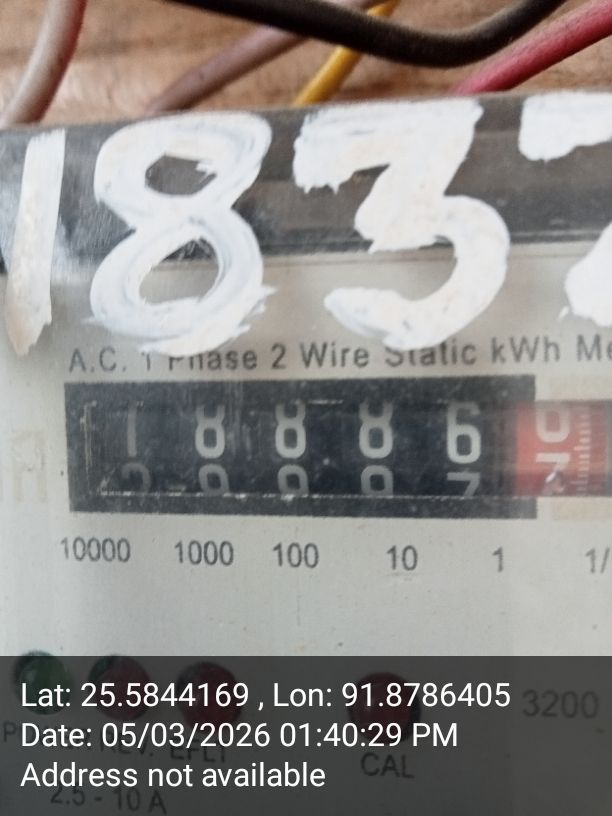 1837
A.C. 1 Phase 2 Wire Static kWh Me
18886
10000 1000 100 10 1 1/
3200
CAL
2.5 - 10 A
Lat: 25.5844169 , Lon: 91.8786405
Date: 05/03/2026 01:40:29 PM
Address not available